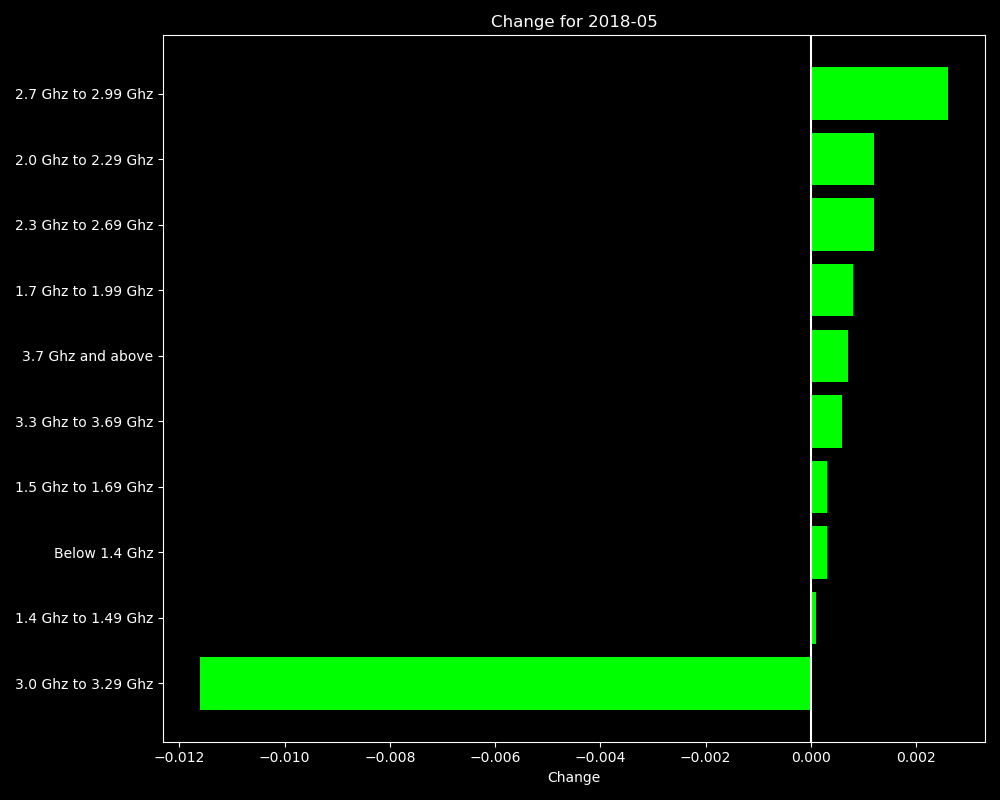 Change for 2018-05
2.7 Ghz to 2.99 Ghz
2.0 Ghz to 2.29 Ghz
2.3 Ghz to 2.69 Ghz
1.7 Ghz to 1.99 Ghz
3.7 Ghz and above
3.3 Ghz to 3.69 Ghz
1.5 Ghz to 1.69 Ghz
Below 1.4 Ghz
1.4 Ghz to 1.49 Ghz
3.0 Ghz to 3.29 Ghz
−0.012 −0.010 −0.008 −0.006 −0.004 −0.002 0.000 0.002
Change